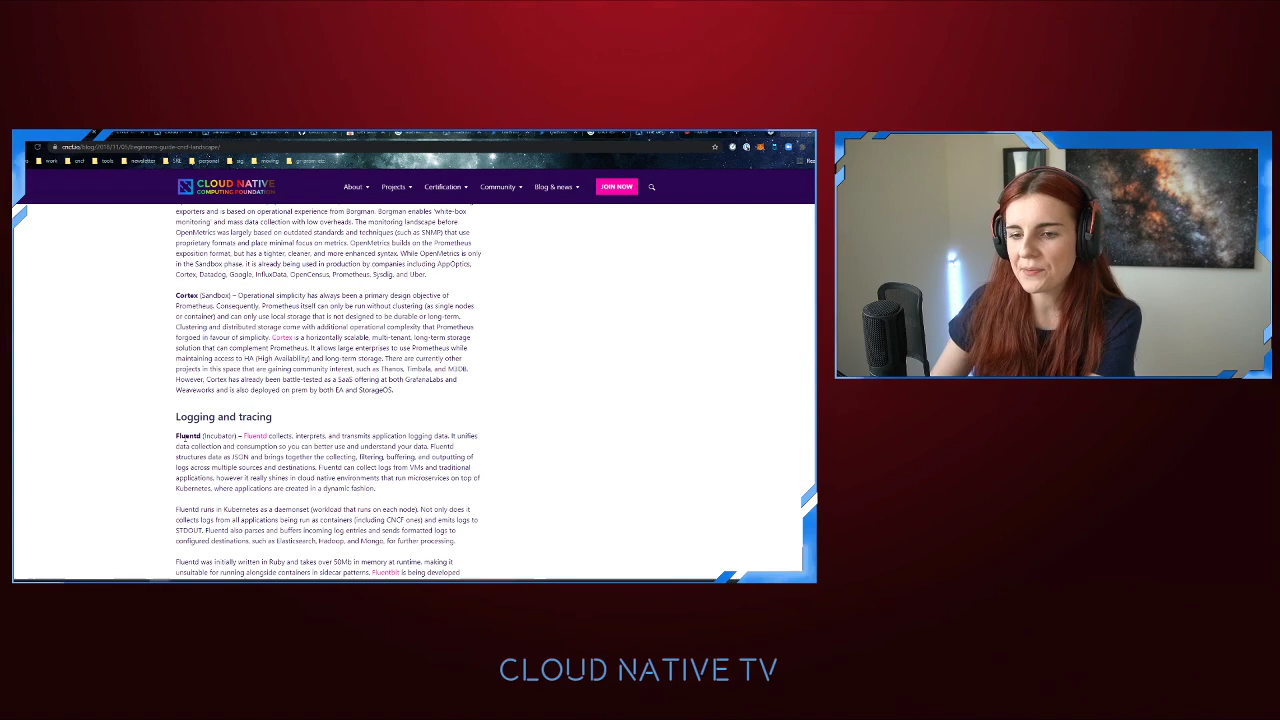 cncf.io/blog/2018/11/05/beginners-guide-cncf-landscape/
work
cncf
tools
newsletter
SRE
personal
sig
moving
gr-prom-etc
CLOUD NATIVE
COMPUTING FOUNDATION
About
Projects
Certification
Community
Blog & news
JOIN NOW
exporters and is based on operational experience from Borgman. Borgman enables 'white-box
monitoring' and mass data collection with low overheads. The monitoring landscape before
OpenMetrics was largely based on outdated standards and techniques (such as SNMP) that use
proprietary formats and place minimal focus on metrics. OpenMetrics builds on the Prometheus
exposition format, but has a tighter, cleaner, and more enhanced syntax. While OpenMetrics is only
in the Sandbox phase, it is already being used in production by companies including AppOptics,
Cortex, Datadog, Google, InfluxData, OpenCensus, Prometheus, Sysdig, and Uber.
Cortex (Sandbox) – Operational simplicity has always been a primary design objective of
Prometheus. Consequently, Prometheus itself can only be run without clustering (as single nodes
or container) and can only use local storage that is not designed to be durable or long-term.
Clustering and distributed storage come with additional operational complexity that Prometheus
forgoed in favour of simplicity. Cortex is a horizontally scalable, multi-tenant, long-term storage
solution that can complement Prometheus. It allows large enterprises to use Prometheus while
maintaining access to HA (High Availability) and long-term storage. There are currently other
projects in this space that are gaining community interest, such as Thanos, Timbala, and M3DB.
However, Cortex has already been battle-tested as a SaaS offering at both GrafanaLabs and
Weaveworks and is also deployed on prem by both EA and StorageOS.
Logging and tracing
Fluentd (Incubator) – Fluentd collects, interprets, and transmits application logging data. It unifies
data collection and consumption so you can better use and understand your data. Fluentd
structures data as JSON and brings together the collecting, filtering, buffering, and outputting of
logs across multiple sources and destinations. Fluentd can collect logs from VMs and traditional
applications, however it really shines in cloud native environments that run microservices on top of
Kubernetes, where applications are created in a dynamic fashion.
Fluentd runs in Kubernetes as a daemonset (workload that runs on each node). Not only does it
collects logs from all applications being run as containers (including CNCF ones) and emits logs to
STDOUT. Fluentd also parses and buffers incoming log entries and sends formatted logs to
configured destinations, such as Elasticsearch, Hadoop, and Mongo, for further processing.
Fluentd was initially written in Ruby and takes over 50Mb in memory at runtime, making it
unsuitable for running alongside containers in sidecar patterns. Fluentbit is being developed
CLOUD NATIVE TV